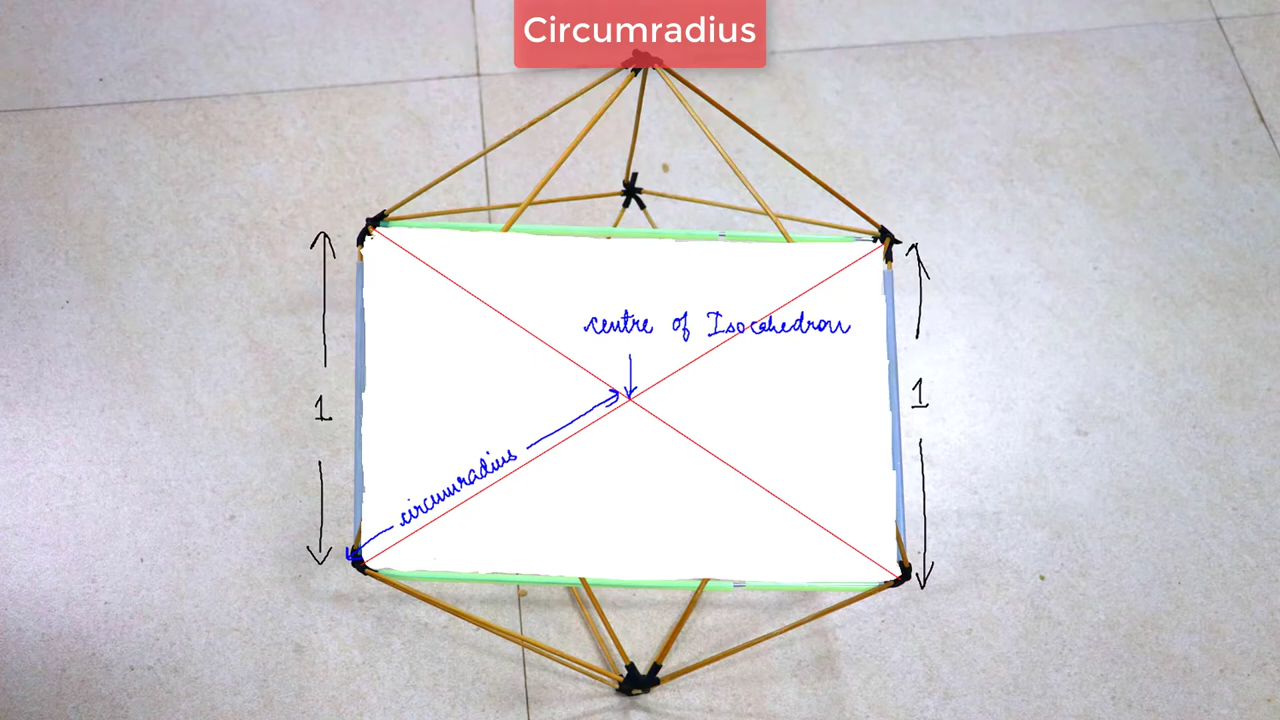 Circumradius
centre of Isocahedron
1
1
circumradius